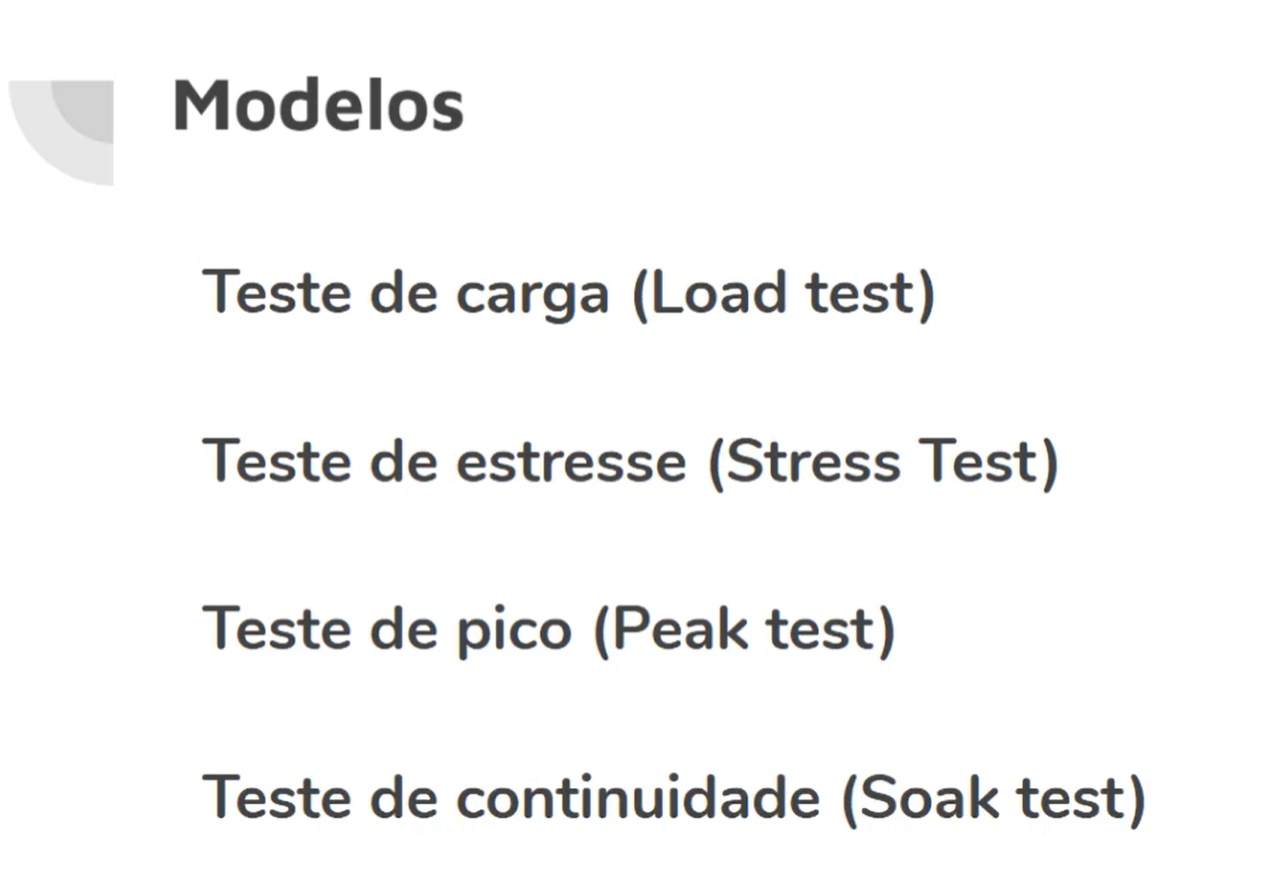 Modelos
Teste de carga (Load test)
Teste de estresse (Stress Test)
Teste de pico (Peak test)
Teste de continuidade (Soak test)